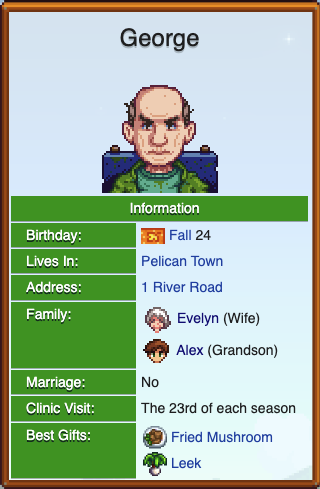 George
Information
Birthday: Fall 24
Lives In: Pelican Town
Address: 1 River Road
Family: Evelyn (Wife)
Alex (Grandson)
Marriage: No
Clinic Visit: The 23rd of each season
Best Gifts: Fried Mushroom
Leek